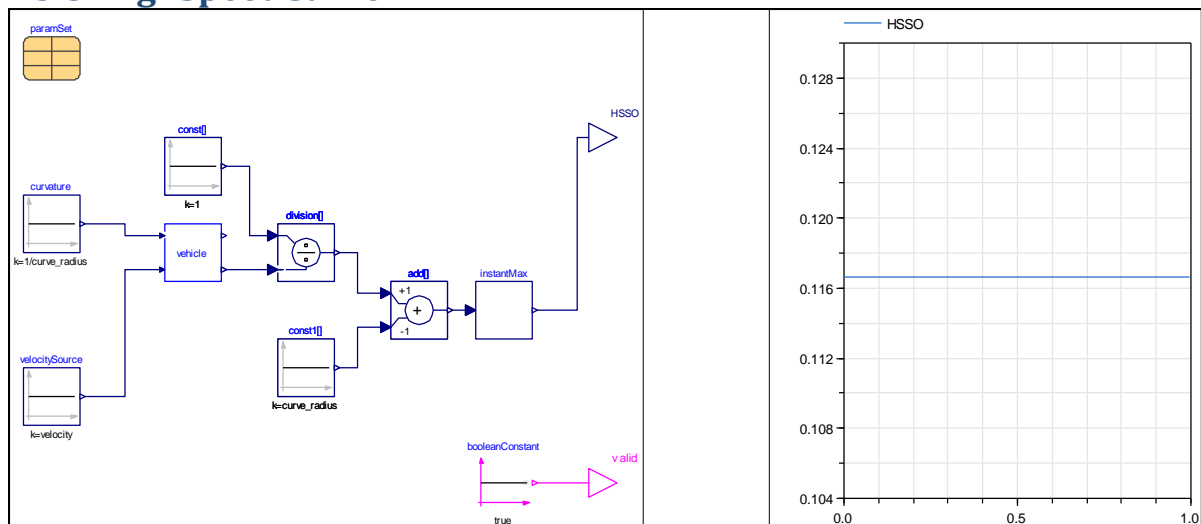 paramSet
HSSO
const[]
k=1
curvature
k=1/curve_radius
vehicle
division[]
add[]
+1
+
-1
instantMax
const1[]
k=curve_radius
velocitySource
k=velocity
booleanConstant
true
v alid
HSSO
0.128
0.124
0.120
0.116
0.112
0.108
0.104
0.0
0.5
1.0